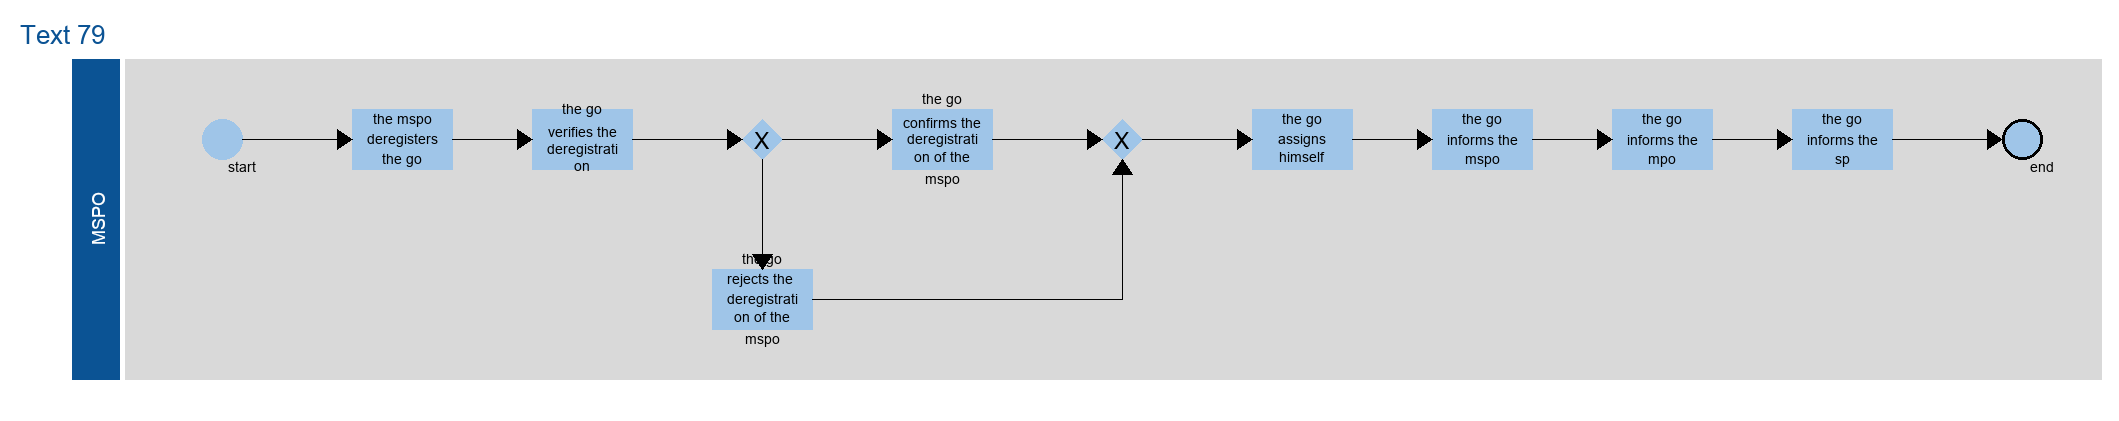 Text 79
MSPO
start
the mspo
deregisters
the go
the go
verifies the
deregistrati
on
X
the go
confirms the
deregistrati
on of the
mspo
the go
rejects the
deregistrati
on of the
mspo
X
the go
assigns
himself
the go
informs the
mspo
the go
informs the
mpo
the go
informs the
sp
end